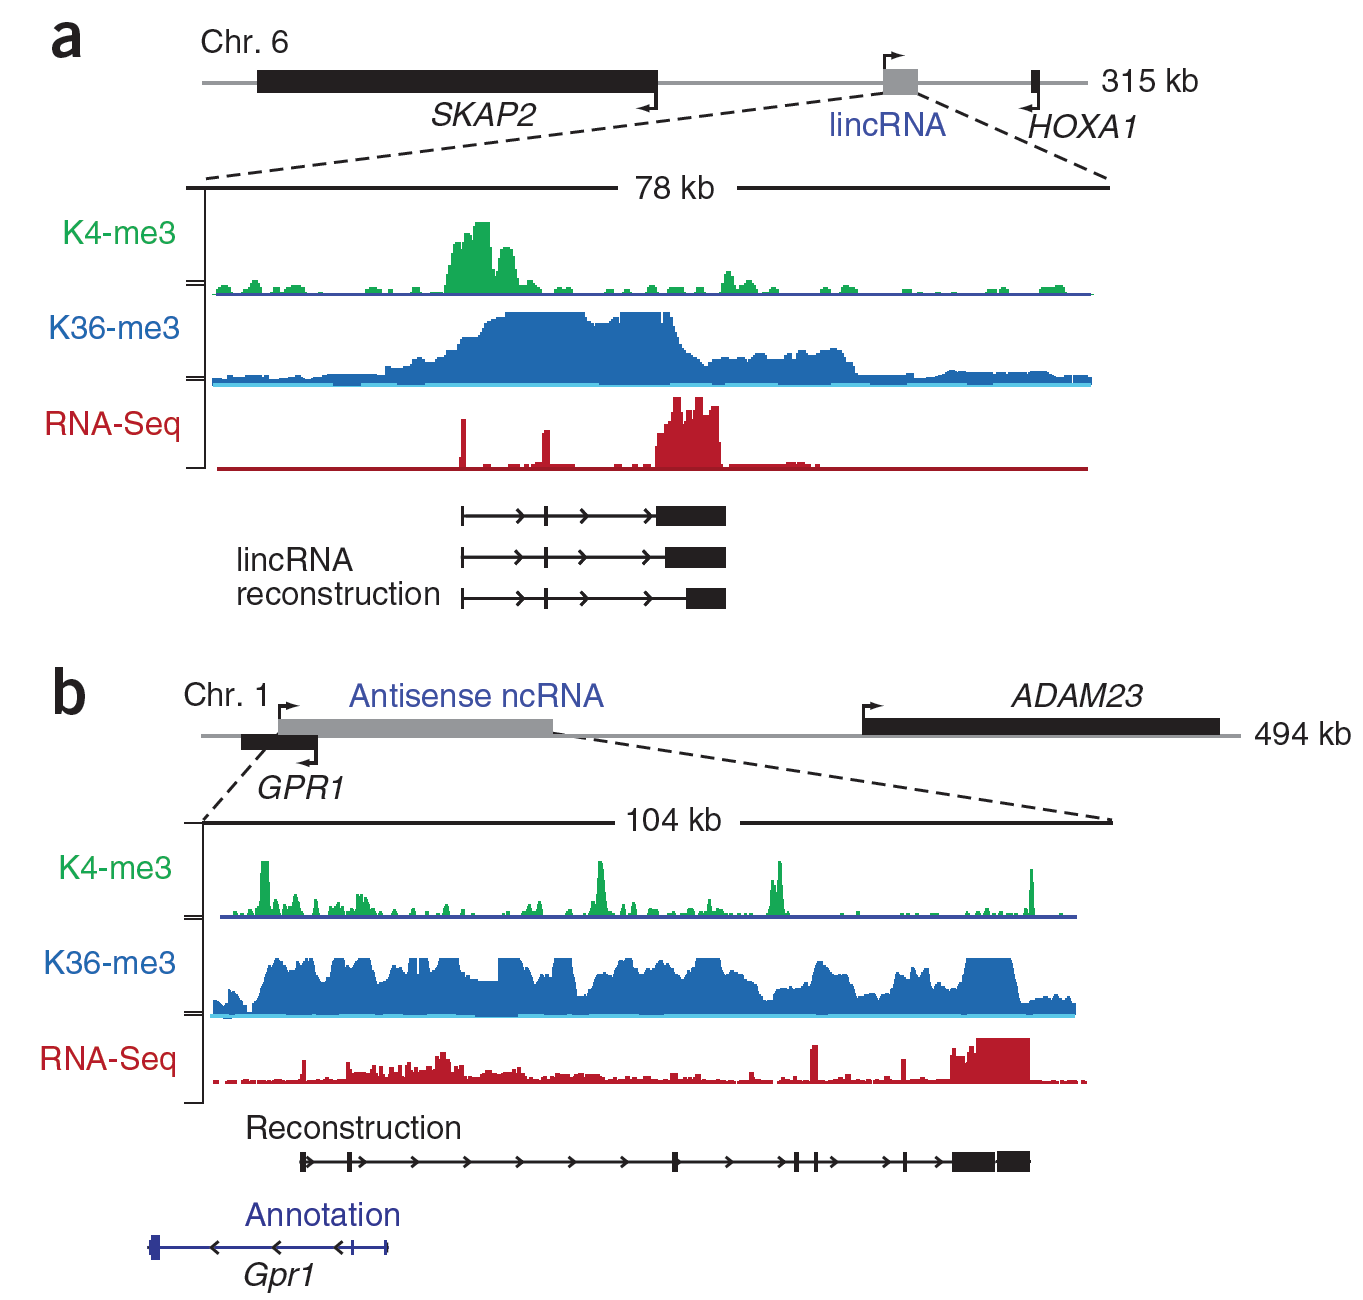 a
Chr. 6
315 kb
SKAP2
lincRNA
HOXA1
78 kb
K4-me3
K36-me3
RNA-Seq
lincRNA
reconstruction
b
Chr. 1
Antisense ncRNA
ADAM23
494 kb
GPR1
104 kb
K4-me3
K36-me3
RNA-Seq
Reconstruction
Annotation
Gpr1